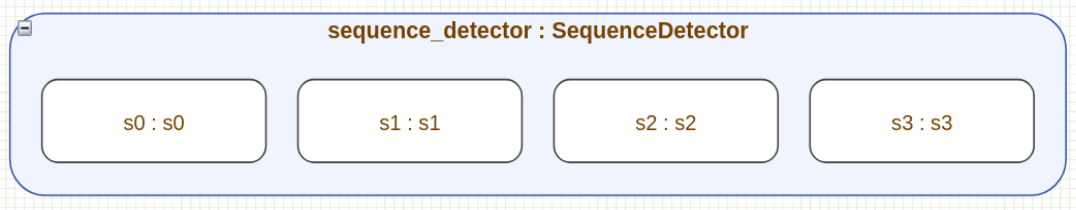 sequence_detector : SequenceDetector
s0 : s0
s1 : s1
s2 : s2
s3 : s3